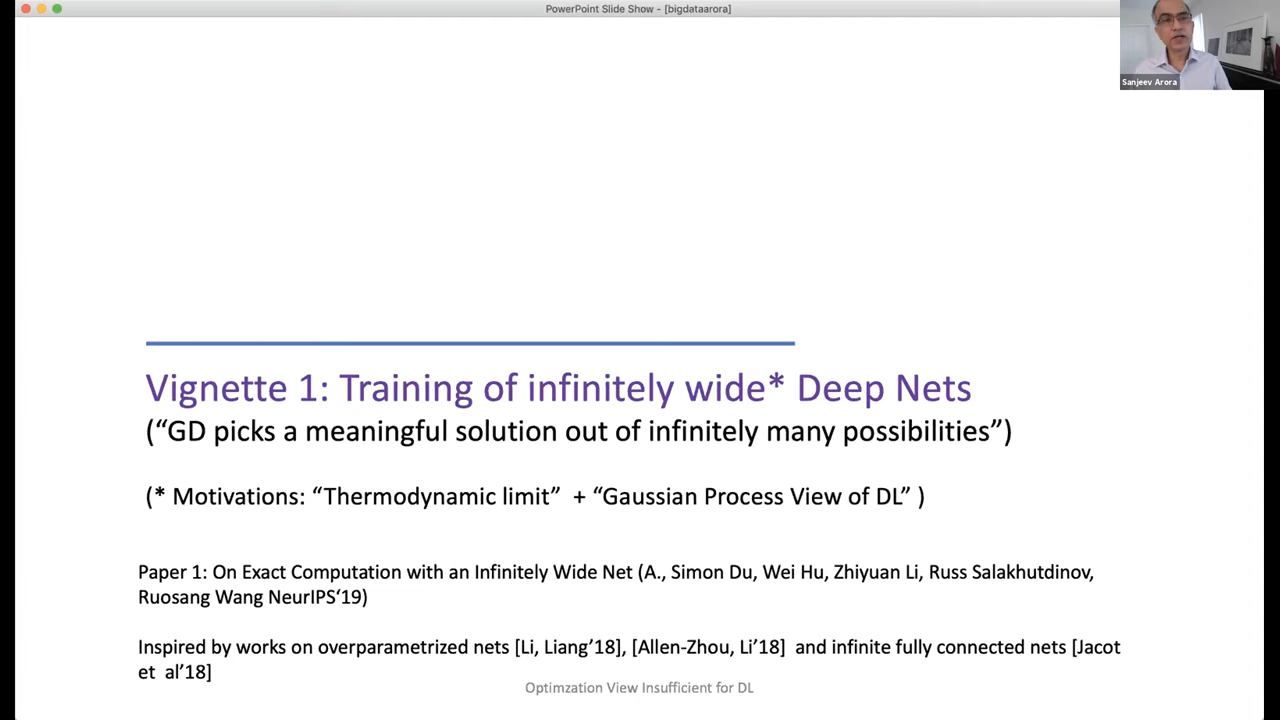 PowerPoint Slide Show - [bigdataarora]
Sanjeev Arora
Vignette 1: Training of infinitely wide* Deep Nets
(“GD picks a meaningful solution out of infinitely many possibilities”)
(* Motivations: “Thermodynamic limit” + “Gaussian Process View of DL” )
Paper 1: On Exact Computation with an Infinitely Wide Net (A., Simon Du, Wei Hu, Zhiyuan Li, Russ Salakhutdinov,
Ruosang Wang NeurIPS‘19)
Inspired by works on overparametrized nets [Li, Liang’18], [Allen-Zhou, Li’18] and infinite fully connected nets [Jacot
et al’18]
Optimzation View Insufficient for DL